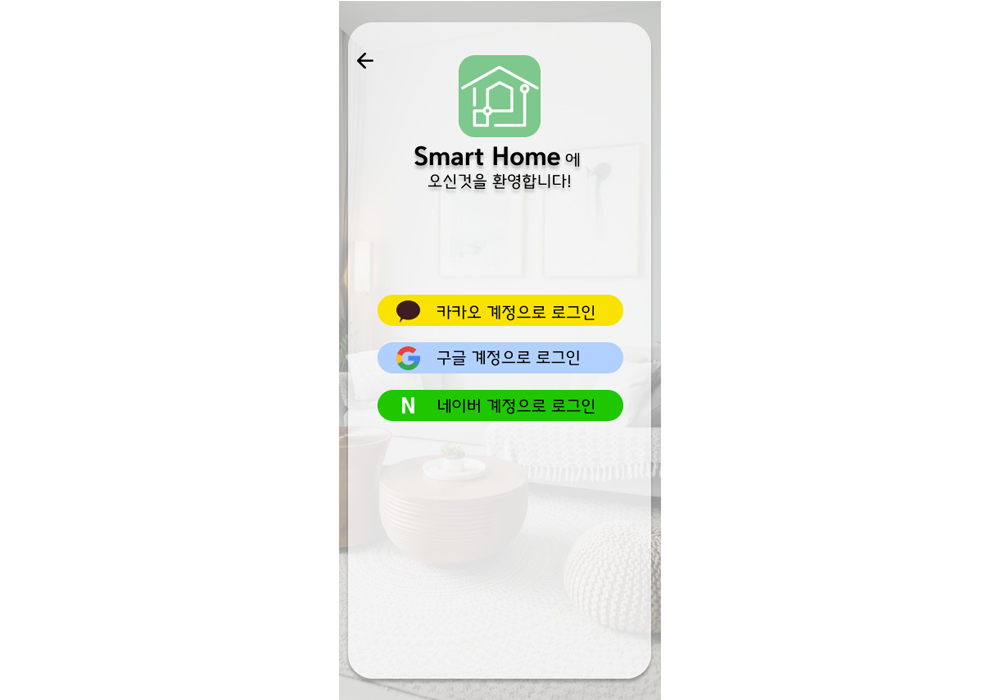 Smart Home 에
오신것을 환영합니다!
카카오 계정으로 로그인
구글 계정으로 로그인
N 네이버 계정으로 로그인